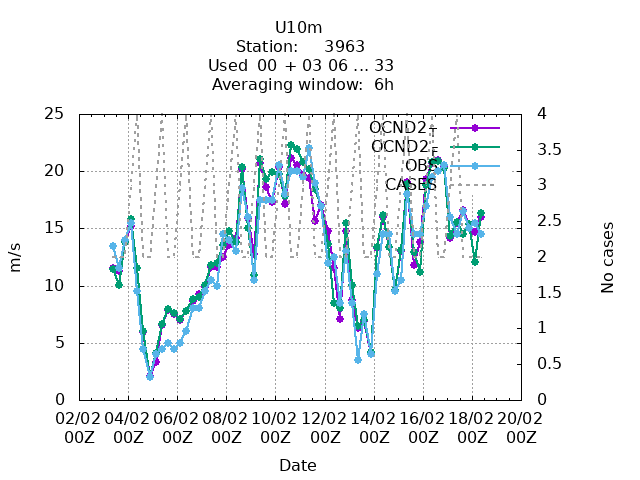 U10m
Station: 3963
Used 00 + 03 06 ... 33
Averaging window: 6h
25 4
OCND2_
3.5
OCND2_
20 OBS
CASES 3
15 2.5
m/s 2 No cases
10 1.5
1
5
0.5
0 0
02/02 04/02 06/02 08/02 10/02 12/02 14/02 16/02 18/02 20/02
00Z 00Z 00Z 00Z 00Z 00Z 00Z 00Z 00Z 00Z
Date